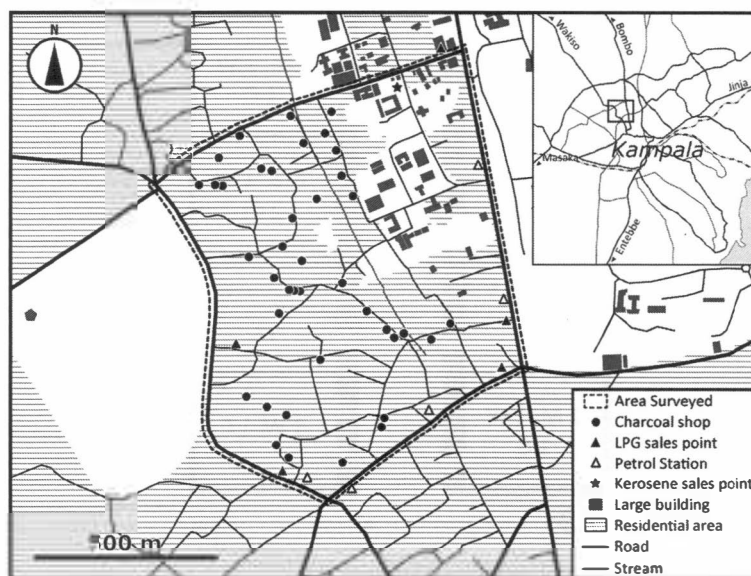 N
Wakiso
Bombo
Jinja
Masaka
Kampala
Entebbe
Area Surveyed
Charcoal shop
LPG sales point
Petrol Station
Kerosene sales point
Large building
Residential area
Road
Stream
00 m